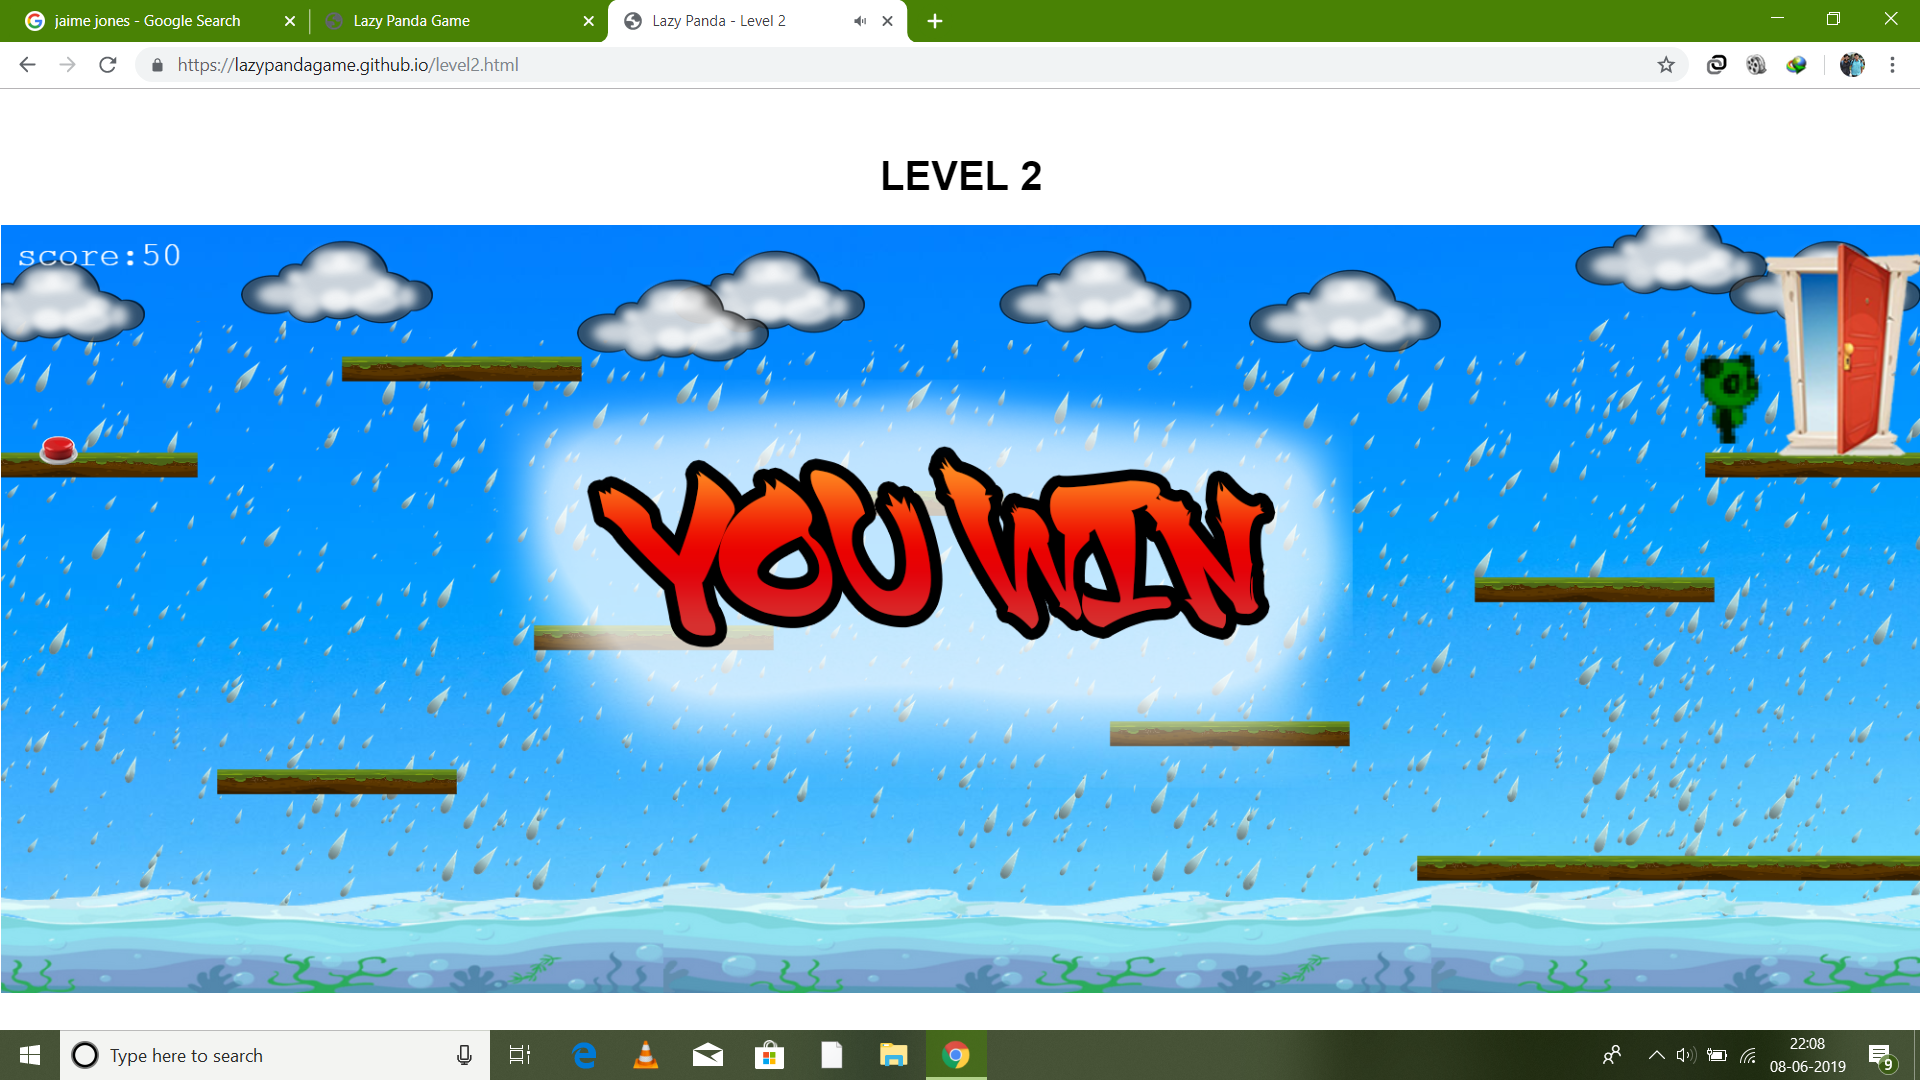 jaime jones - Google Search
Lazy Panda Game
Lazy Panda - Level 2
https://lazypandagame.github.io/level2.html
LEVEL 2
score:50
YOU WIN
Type here to search
22:08
08-06-2019
9